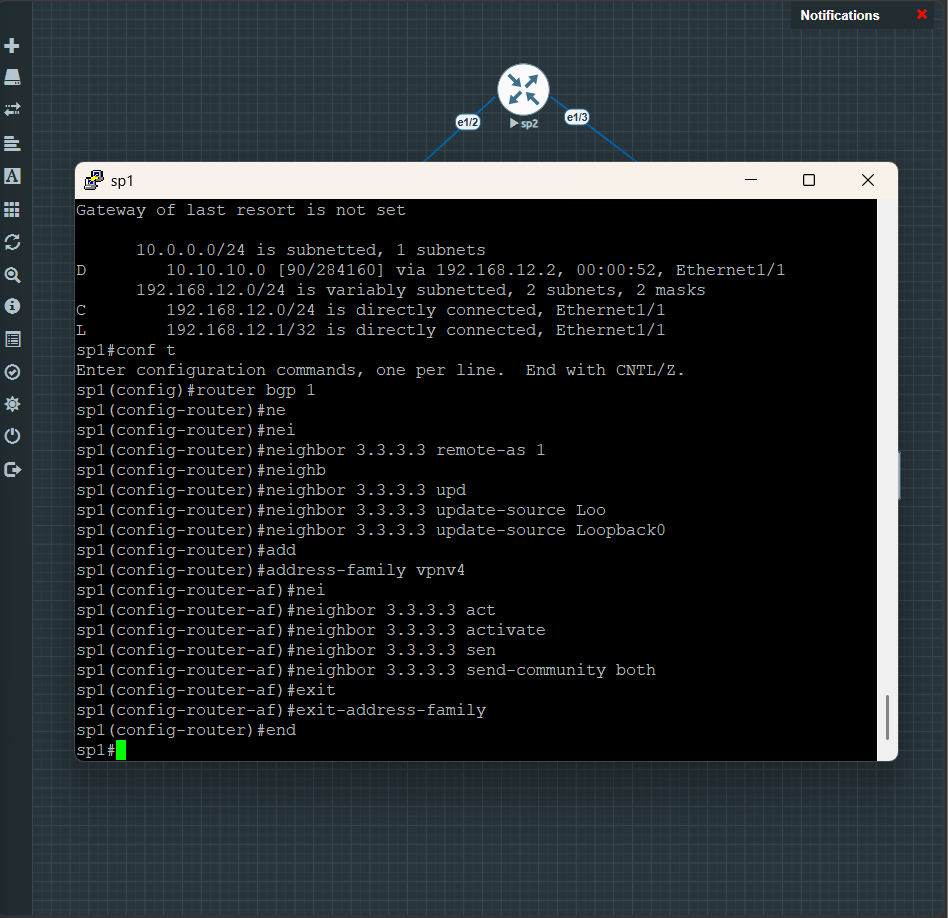 Notifications
e1/2
e1/3
sp2
sp1
Gateway of last resort is not set
      10.0.0.0/24 is subnetted, 1 subnets
D        10.10.10.0 [90/284160] via 192.168.12.2, 00:00:52, Ethernet1/1
      192.168.12.0/24 is variably subnetted, 2 subnets, 2 masks
C        192.168.12.0/24 is directly connected, Ethernet1/1
L        192.168.12.1/32 is directly connected, Ethernet1/1
sp1#conf t
Enter configuration commands, one per line.  End with CNTL/Z.
sp1(config)#router bgp 1
sp1(config-router)#ne
sp1(config-router)#nei
sp1(config-router)#neighbor 3.3.3.3 remote-as 1
sp1(config-router)#neighb
sp1(config-router)#neighbor 3.3.3.3 upd
sp1(config-router)#neighbor 3.3.3.3 update-source Loo
sp1(config-router)#neighbor 3.3.3.3 update-source Loopback0
sp1(config-router)#add
sp1(config-router)#address-family vpnv4
sp1(config-router-af)#nei
sp1(config-router-af)#neighbor 3.3.3.3 act
sp1(config-router-af)#neighbor 3.3.3.3 activate
sp1(config-router-af)#neighbor 3.3.3.3 sen
sp1(config-router-af)#neighbor 3.3.3.3 send-community both
sp1(config-router-af)#exit
sp1(config-router-af)#exit-address-family
sp1(config-router)#end
sp1#